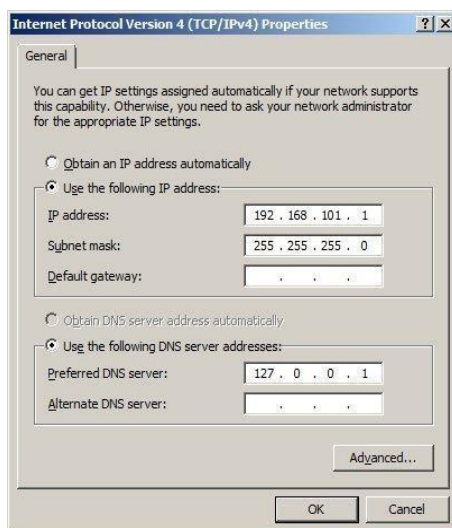 Internet Protocol Version 4 (TCP/IPv4) Properties
General
You can get IP settings assigned automatically if your network supports
this capability. Otherwise, you need to ask your network administrator
for the appropriate IP settings.
Obtain an IP address automatically
Use the following IP address:
IP address: 192 . 168 . 101 . 1
Subnet mask: 255 . 255 . 255 . 0
Default gateway: . . .
Obtain DNS server address automatically
Use the following DNS server addresses:
Preferred DNS server: 127 . 0 . 0 . 1
Alternate DNS server: . . .
Advanced...
OK Cancel